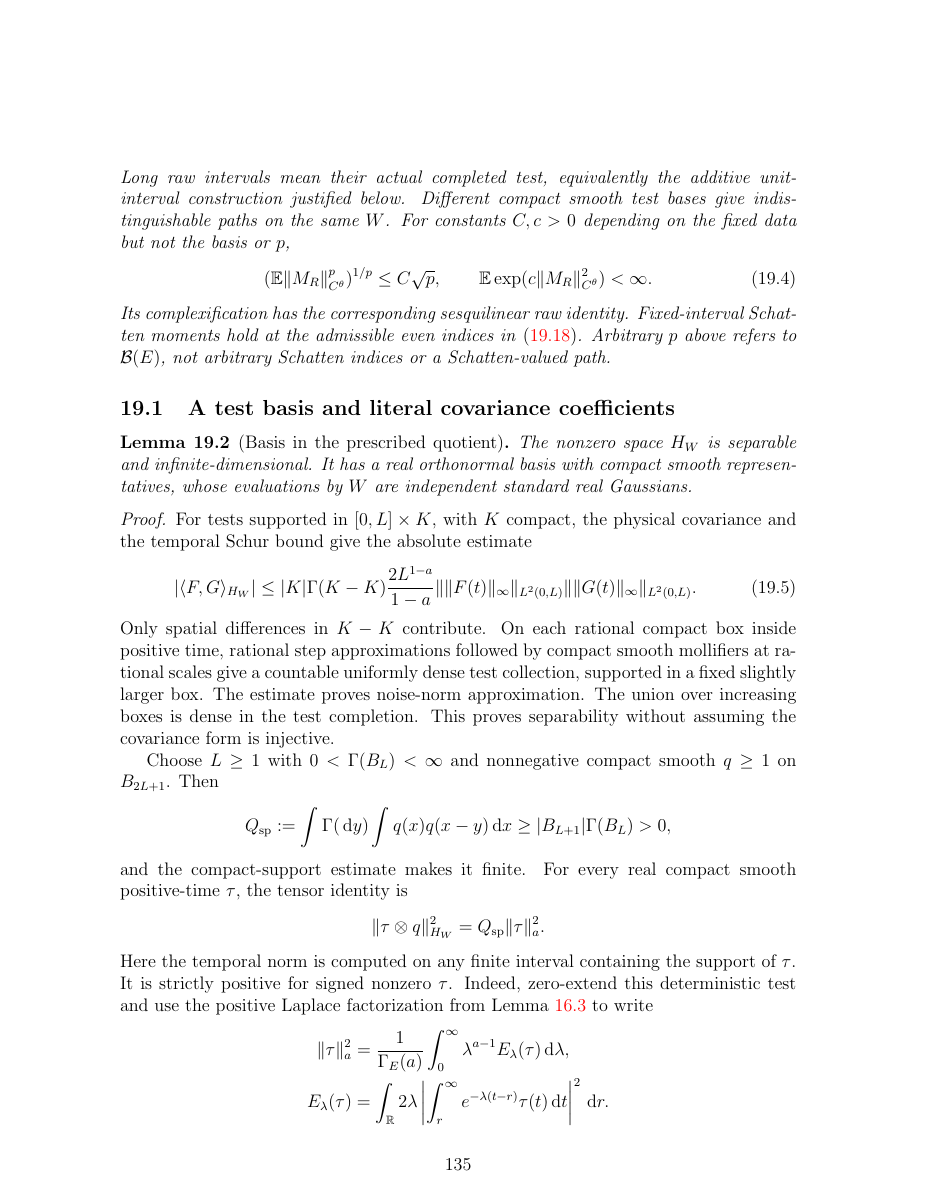 Long raw intervals mean their actual completed test, equivalently the additive unit-
interval construction justified below. Different compact smooth test bases give indis-
tinguishable paths on the same W. For constants C, c > 0 depending on the fixed data
but not the basis or p,
(𝔼‖M_R‖^p_{C^θ})^{1/p} ≤ C√p,   𝔼 exp(c‖M_R‖²_{C^θ}) < ∞.   (19.4)
Its complexification has the corresponding sesquilinear raw identity. Fixed-interval Schat-
ten moments hold at the admissible even indices in (19.18). Arbitrary p above refers to
𝓑(E), not arbitrary Schatten indices or a Schatten-valued path.
19.1 A test basis and literal covariance coefficients
Lemma 19.2 (Basis in the prescribed quotient). The nonzero space H_W is separable
and infinite-dimensional. It has a real orthonormal basis with compact smooth represen-
tatives, whose evaluations by W are independent standard real Gaussians.
Proof. For tests supported in [0, L] × K, with K compact, the physical covariance and
the temporal Schur bound give the absolute estimate
|⟨F, G⟩_{H_W}| ≤ |K|Γ(K − K) \frac{2L^{1−a}}{1 − a} ‖‖F(t)‖_∞‖_{L²(0,L)}‖‖G(t)‖_∞‖_{L²(0,L)}.   (19.5)
Only spatial differences in K − K contribute. On each rational compact box inside
positive time, rational step approximations followed by compact smooth mollifiers at ra-
tional scales give a countable uniformly dense test collection, supported in a fixed slightly
larger box. The estimate proves noise-norm approximation. The union over increasing
boxes is dense in the test completion. This proves separability without assuming the
covariance form is injective.
Choose L ≥ 1 with 0 < Γ(B_L) < ∞ and nonnegative compact smooth q ≥ 1 on
B_{2L+1}. Then
Q_{sp} := ∫ Γ( dy) ∫ q(x)q(x − y) dx ≥ |B_{L+1}|Γ(B_L) > 0,
and the compact-support estimate makes it finite. For every real compact smooth
positive-time τ, the tensor identity is
‖τ ⊗ q‖²_{H_W} = Q_{sp}‖τ‖²_a.
Here the temporal norm is computed on any finite interval containing the support of τ.
It is strictly positive for signed nonzero τ. Indeed, zero-extend this deterministic test
and use the positive Laplace factorization from Lemma 16.3 to write
‖τ‖²_a = \frac{1}{Γ_E(a)} ∫_0^∞ λ^{a−1}E_λ(τ) dλ,
E_λ(τ) = ∫_ℝ 2λ |∫_r^∞ e^{−λ(t−r)}τ(t) dt|² dr.
135